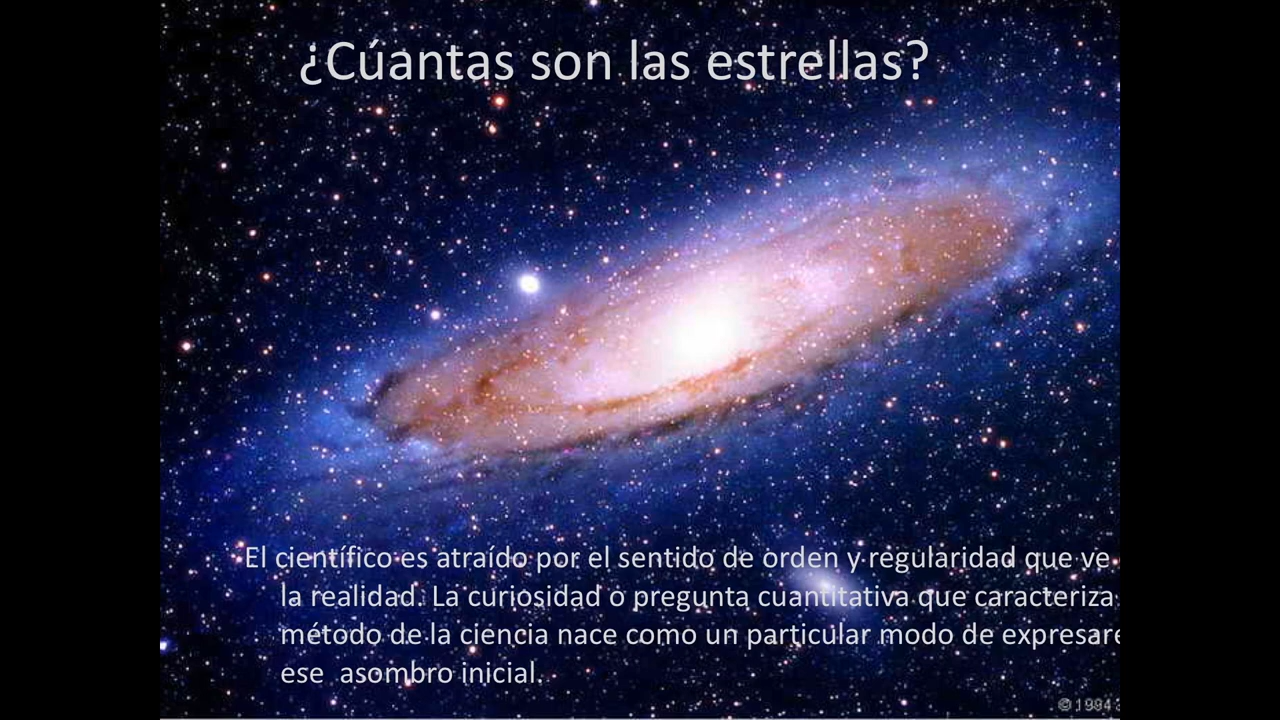 ¿Cúantas son las estrellas?
El científico es atraído por el sentido de orden y regularidad que ve
la realidad. La curiosidad o pregunta cuantitativa que caracteriza
método de la ciencia nace como un particular modo de
ese asombro inicial.
© 1994